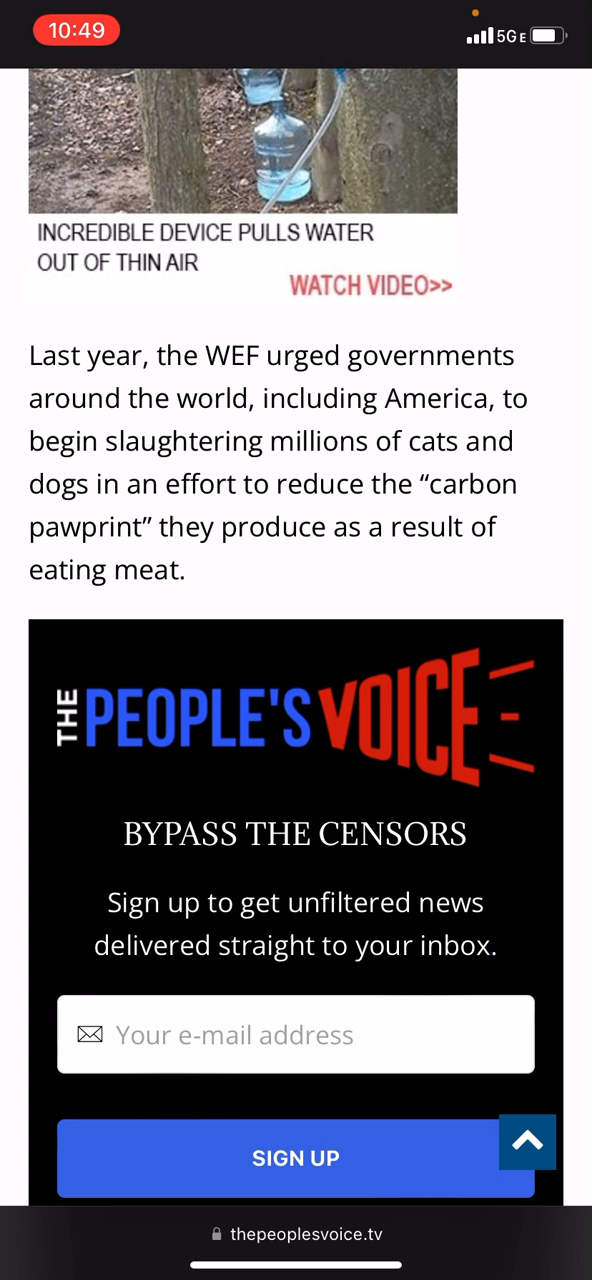 10:49
5GE
INCREDIBLE DEVICE PULLS WATER
OUT OF THIN AIR
WATCH VIDEO>>
Last year, the WEF urged governments
around the world, including America, to
begin slaughtering millions of cats and
dogs in an effort to reduce the “carbon
pawprint” they produce as a result of
eating meat.
THE PEOPLE'S VOICE
BYPASS THE CENSORS
Sign up to get unfiltered news
delivered straight to your inbox.
Your e-mail address
SIGN UP
thepeoplesvoice.tv